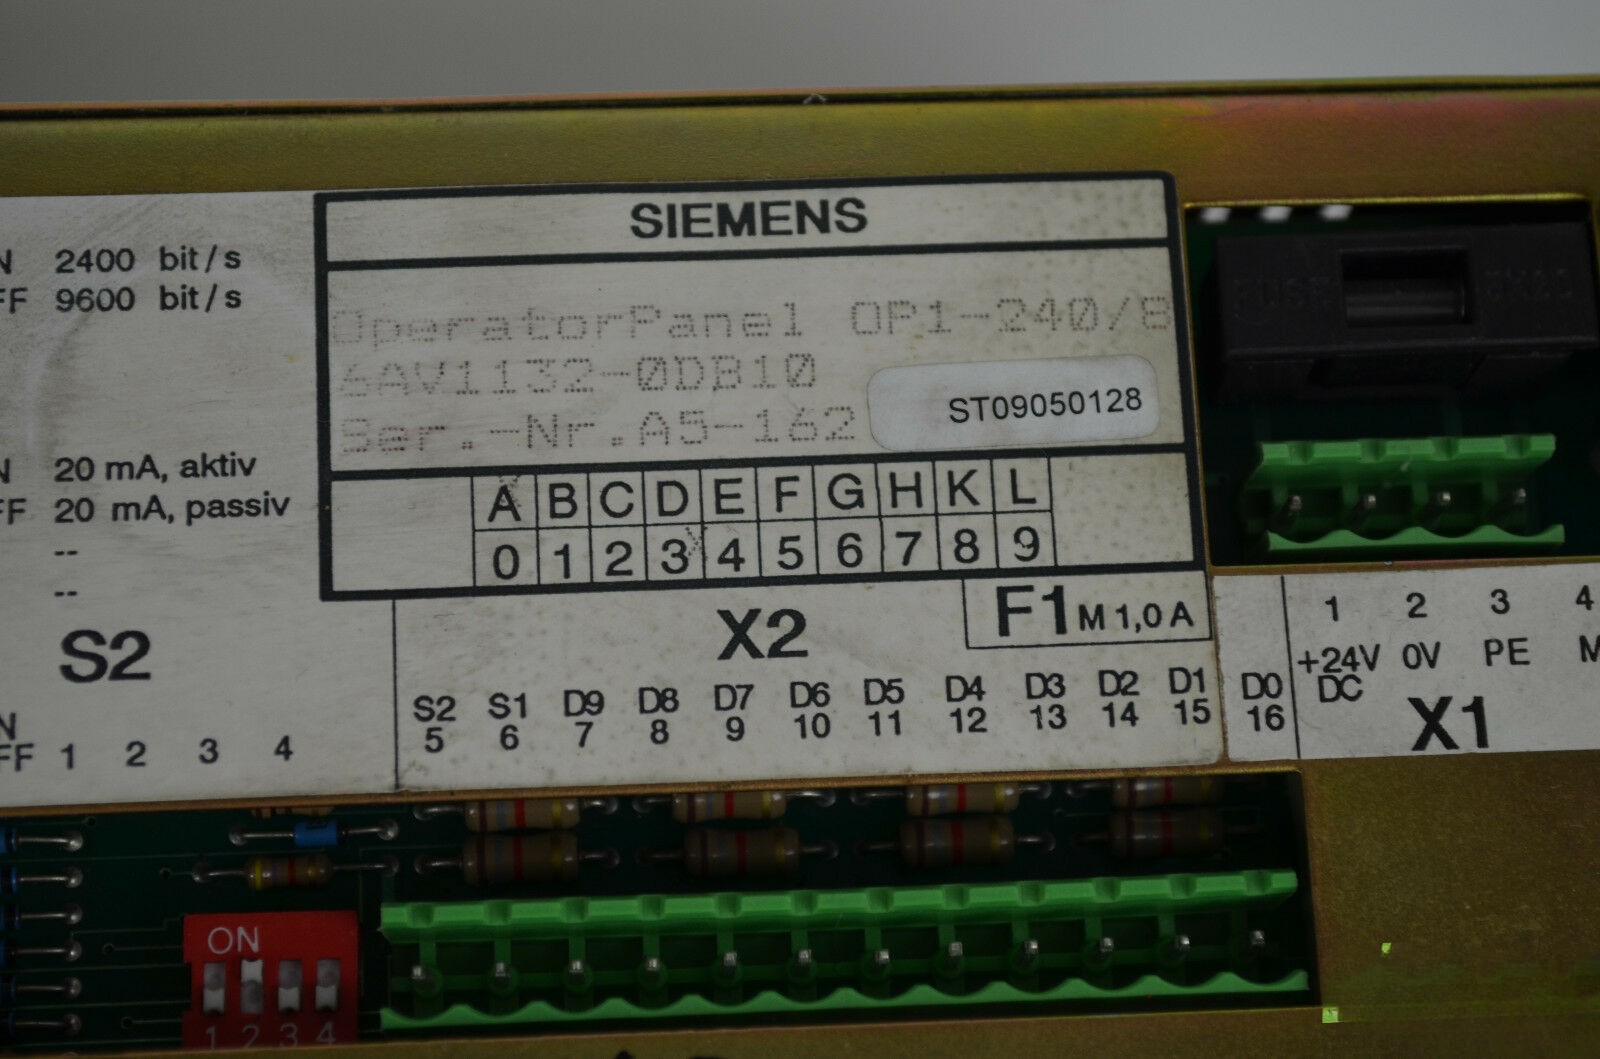 SIEMENS
N 2400 bit/s
FF 9600 bit/s
OperatorPanel OP1-240/8
6AV1132-0DB10
Ser.-Nr.A5-162
ST09050128
N 20 mA, aktiv
FF 20 mA, passiv
--
--
A B C D E F G H K L
0 1 2 3 4 5 6 7 8 9
S2
X2
F1 M 1,0 A
1 2 3 4
+24V DC 0V PE M
X1
S2 S1 D9 D8 D7 D6 D5 D4 D3 D2 D1 D0
5 6 7 8 9 10 11 12 13 14 15 16
N
FF 1 2 3 4
ON
1 2 3 4